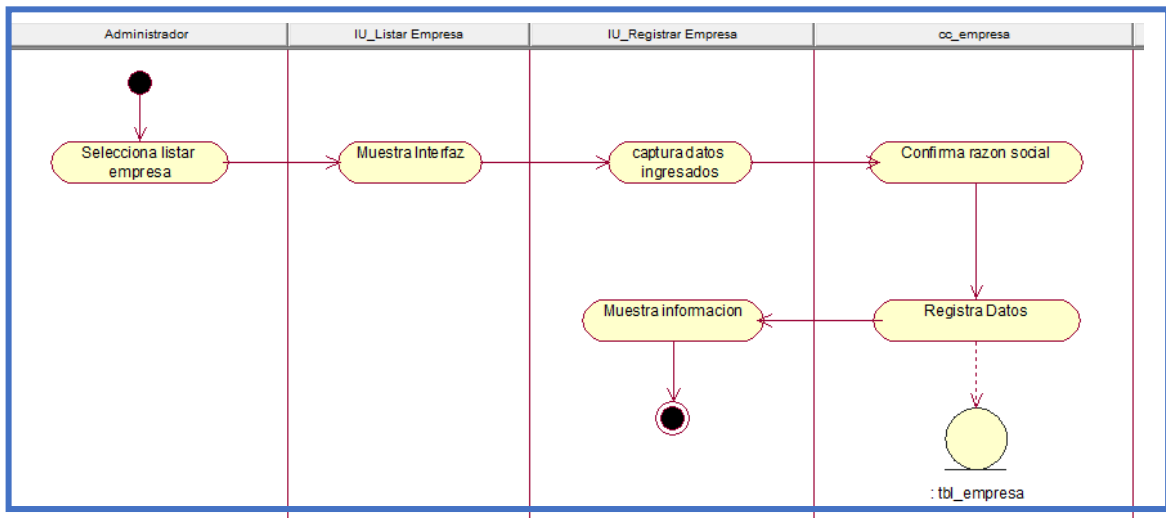 Administrador
IU_Listar Empresa
IU_Registrar Empresa
cc_empresa
Selecciona listar
empresa
Muestra Interfaz
captura datos
ingresados
Confirma razon social
Muestra informacion
Registra Datos
: tbl_empresa